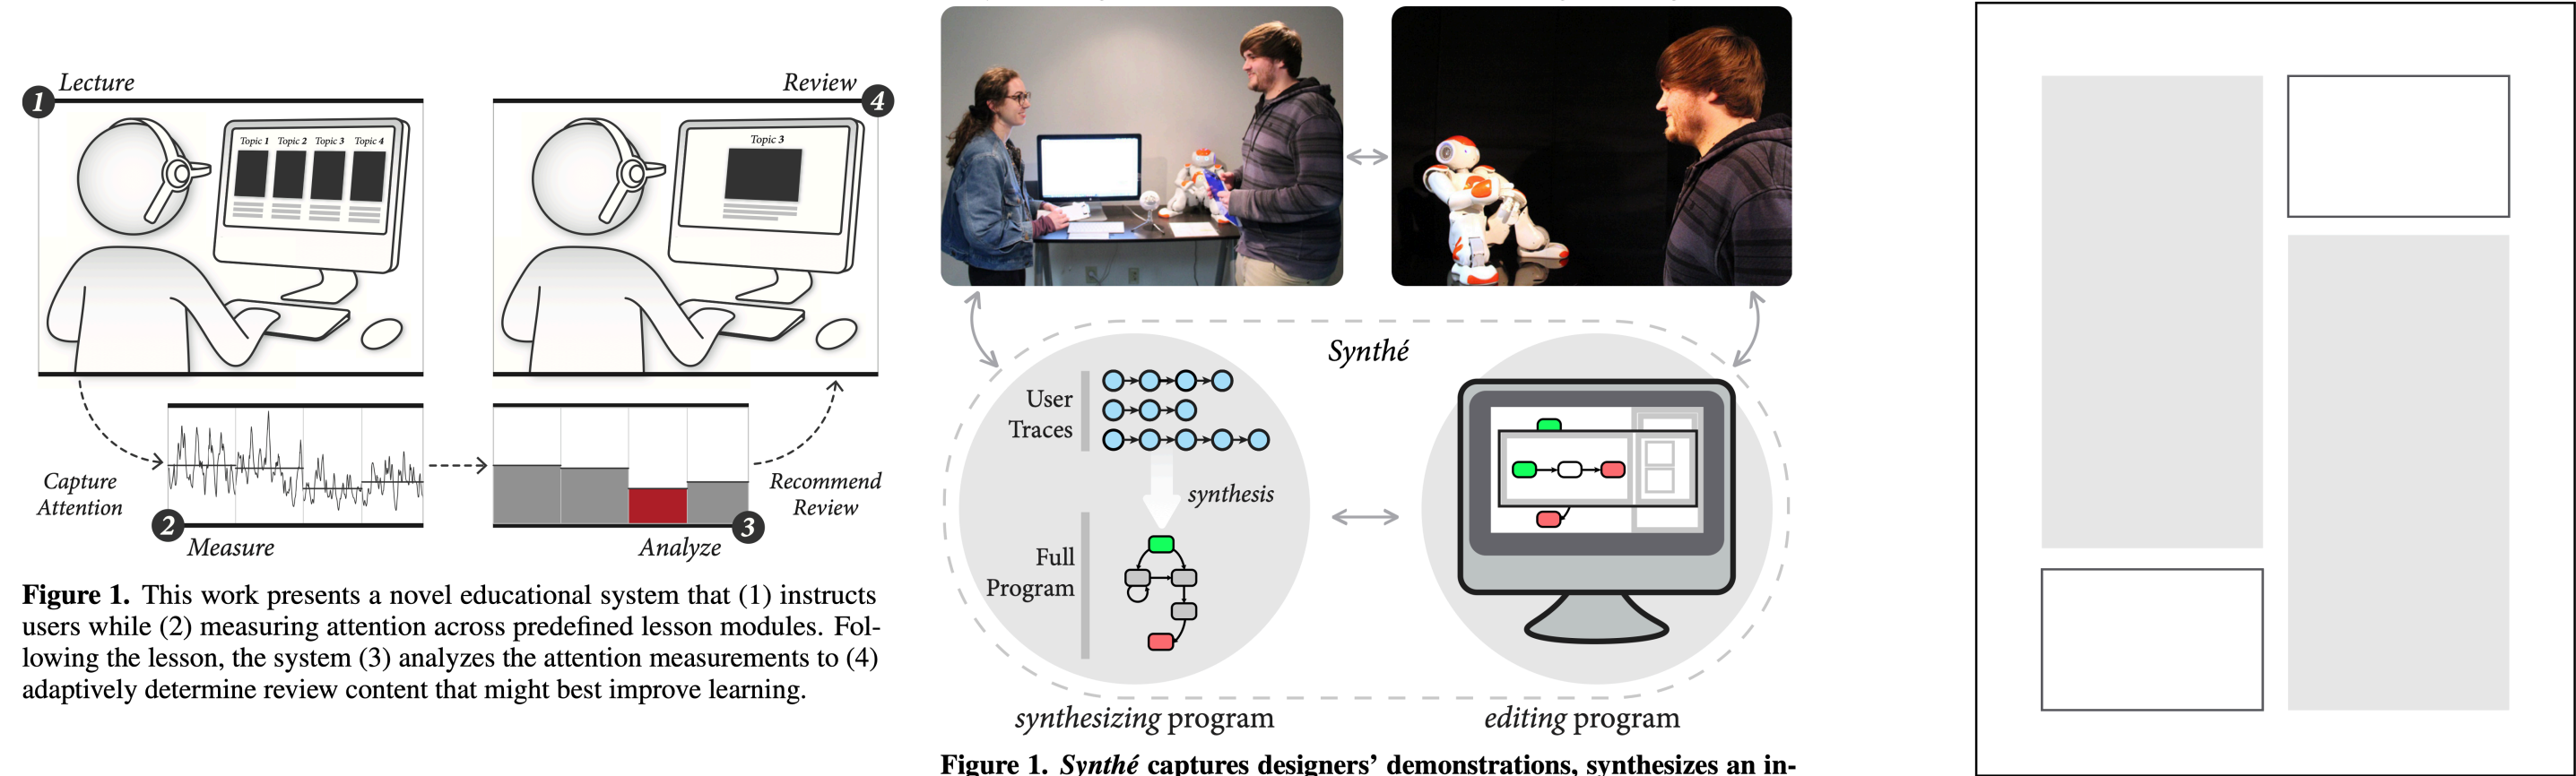 1 Lecture
Review 4
Topic 1 Topic 2 Topic 3 Topic 4
Topic 3
Capture
Attention
2
Measure
3
Analyze
Recommend
Review
Figure 1. This work presents a novel educational system that (1) instructs
users while (2) measuring attention across predefined lesson modules. Fol-
lowing the lesson, the system (3) analyzes the attention measurements to (4)
adaptively determine review content that might best improve learning.
Synthé
User
Traces
synthesis
Full
Program
synthesizing program
editing program
Figure 1. Synthé captures designers’ demonstrations, synthesizes an in-